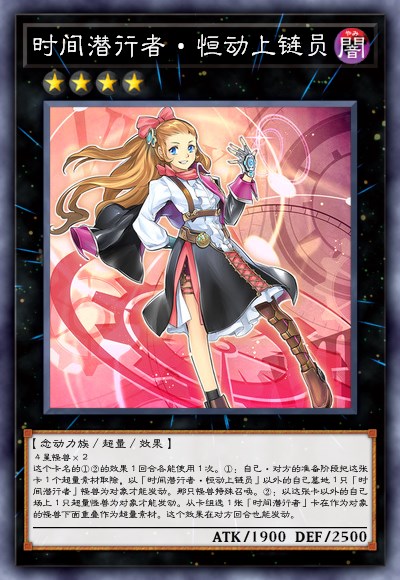 时间潜行者・恒动上链员
闇
やみ
【念动力族／超量／效果】
４星怪兽×２
这个卡名的①②的效果１回合各能使用１次。①：自己・对方的准备阶段把这张
卡１个超量素材取除，以「时间潜行者・恒动上链员」以外的自己墓地１只「时
间潜行者」怪兽为对象才能发动。那只怪兽特殊召唤。②：以这张卡以外的自己
场上１只超量怪兽为对象才能发动。从卡组选１张「时间潜行者」卡在作为对象
的怪兽下面重叠作为超量素材。这个效果在对方回合也能发动。
ATK/1900 DEF/2500